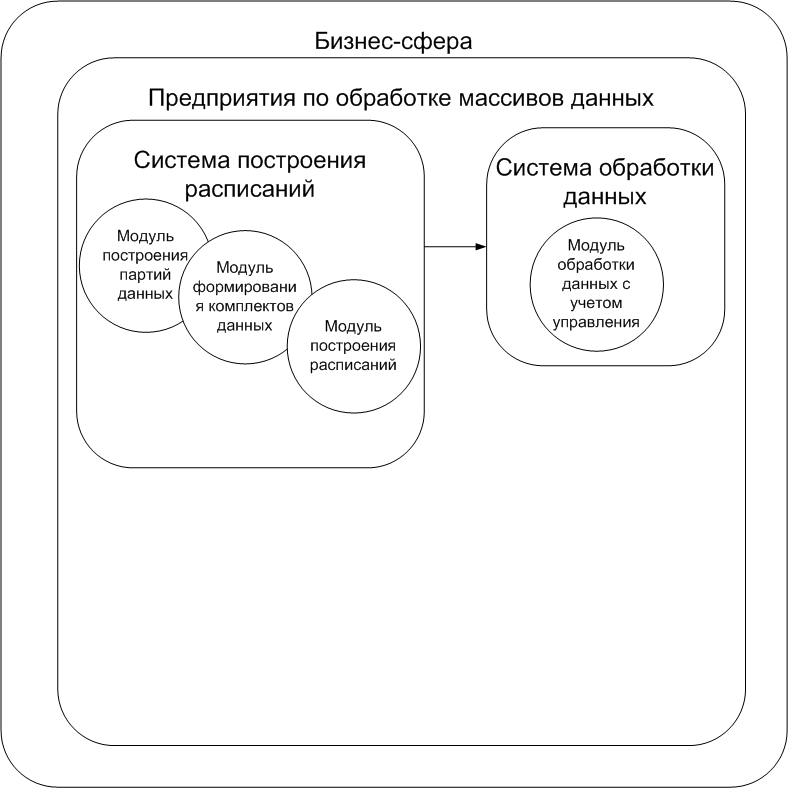 Бизнес-сфера
Предприятия по обработке массивов данных
Система построения
расписаний
Модуль
построения
партий
данных
Модуль
формировани
я комплектов
данных
Модуль
построения
расписаний
Система обработки
данных
Модуль
обработки
данных с
учетом
управления